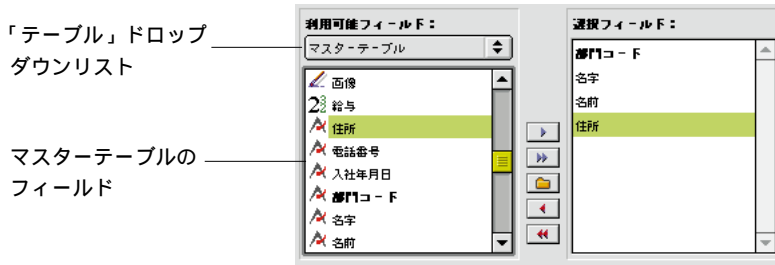 「テーブル」ドロップ
ダウンリスト
マスターテーブルの
フィールド
利用可能フィールド：
マスターテーブル
画像
給与
住所
電話番号
入社年月日
部門コード
名字
名前
選択フィールド：
部門コード
名字
名前
住所